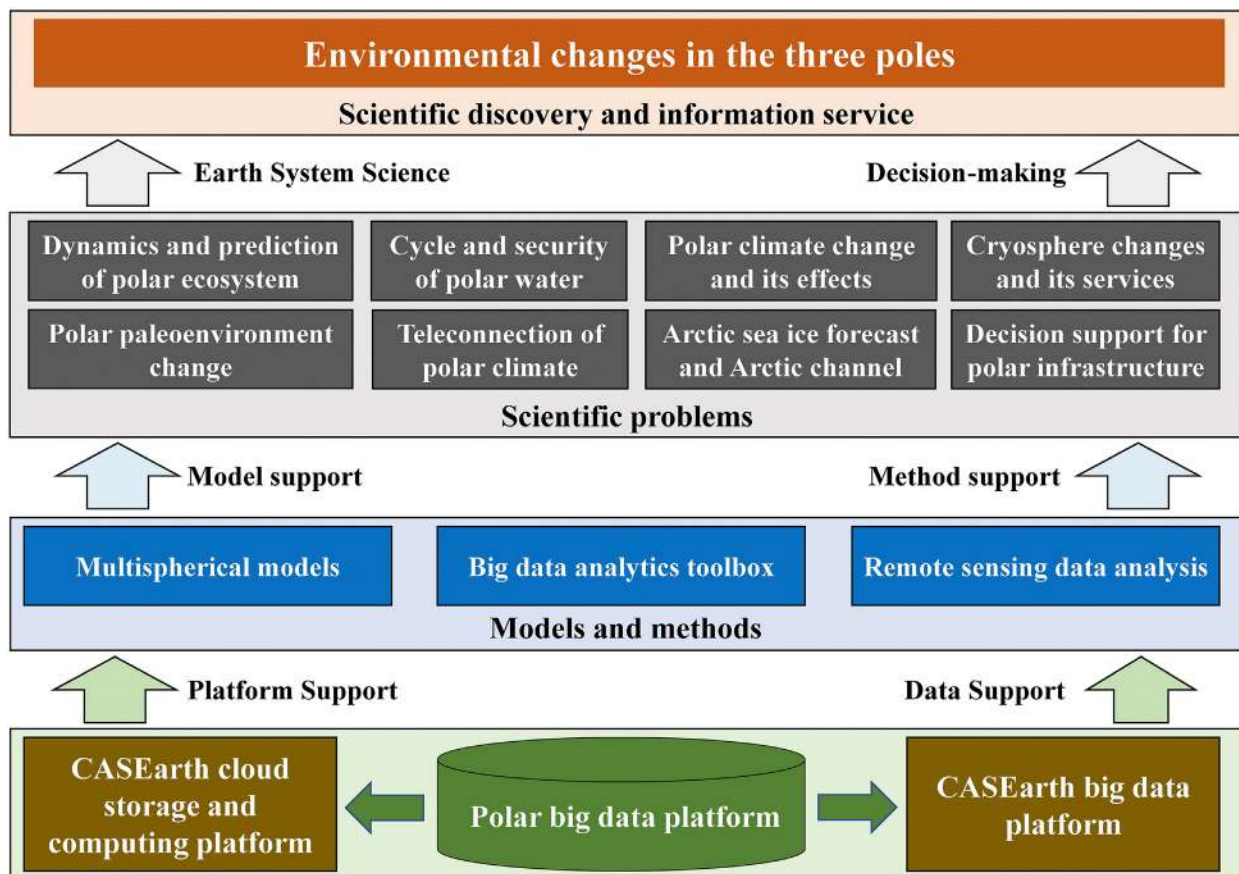 Environmental changes in the three poles
Scientific discovery and information service
Earth System Science
Decision-making
Dynamics and prediction
of polar ecosystem
Cycle and security
of polar water
Polar climate change
and its effects
Cryosphere changes
and its services
Polar paleoenvironment
change
Teleconnection of
polar climate
Arctic sea ice forecast
and Arctic channel
Decision support for
polar infrastructure
Scientific problems
Model support
Method support
Multispherical models
Big data analytics toolbox
Remote sensing data analysis
Models and methods
Platform Support
Data Support
CASEarth cloud
storage and
computing platform
Polar big data platform
CASEarth big data
platform